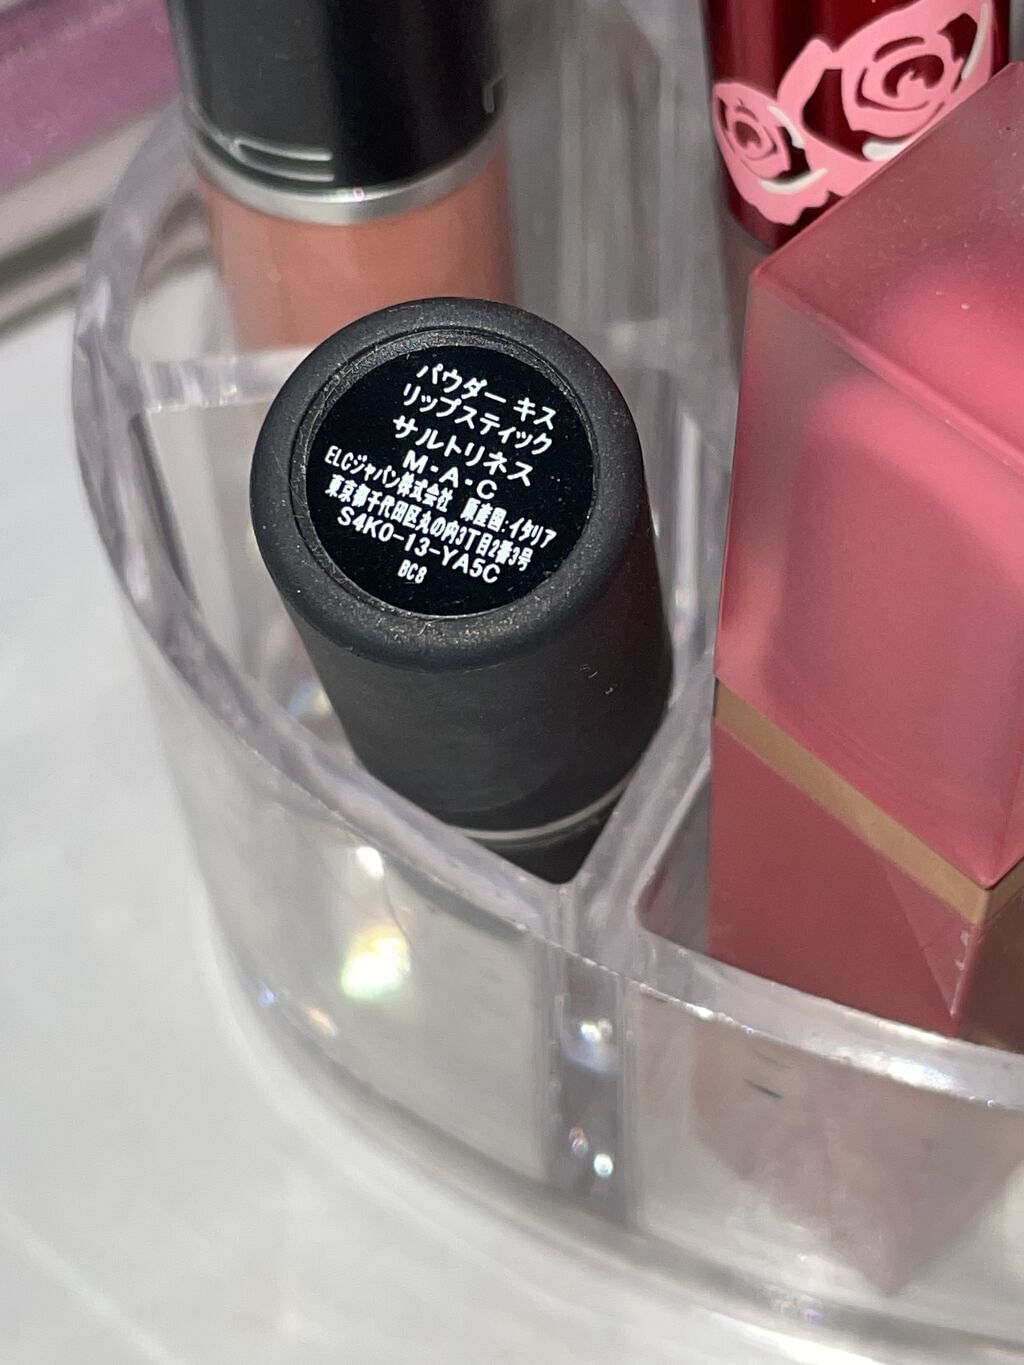 パウダー キス
リップスティック
サルトリネス
M・A・C
ELCジャパン株式会社 原産国:イタリア
東京都千代田区丸の内3丁目2番3号
S4K0-13-YA5C
BC8